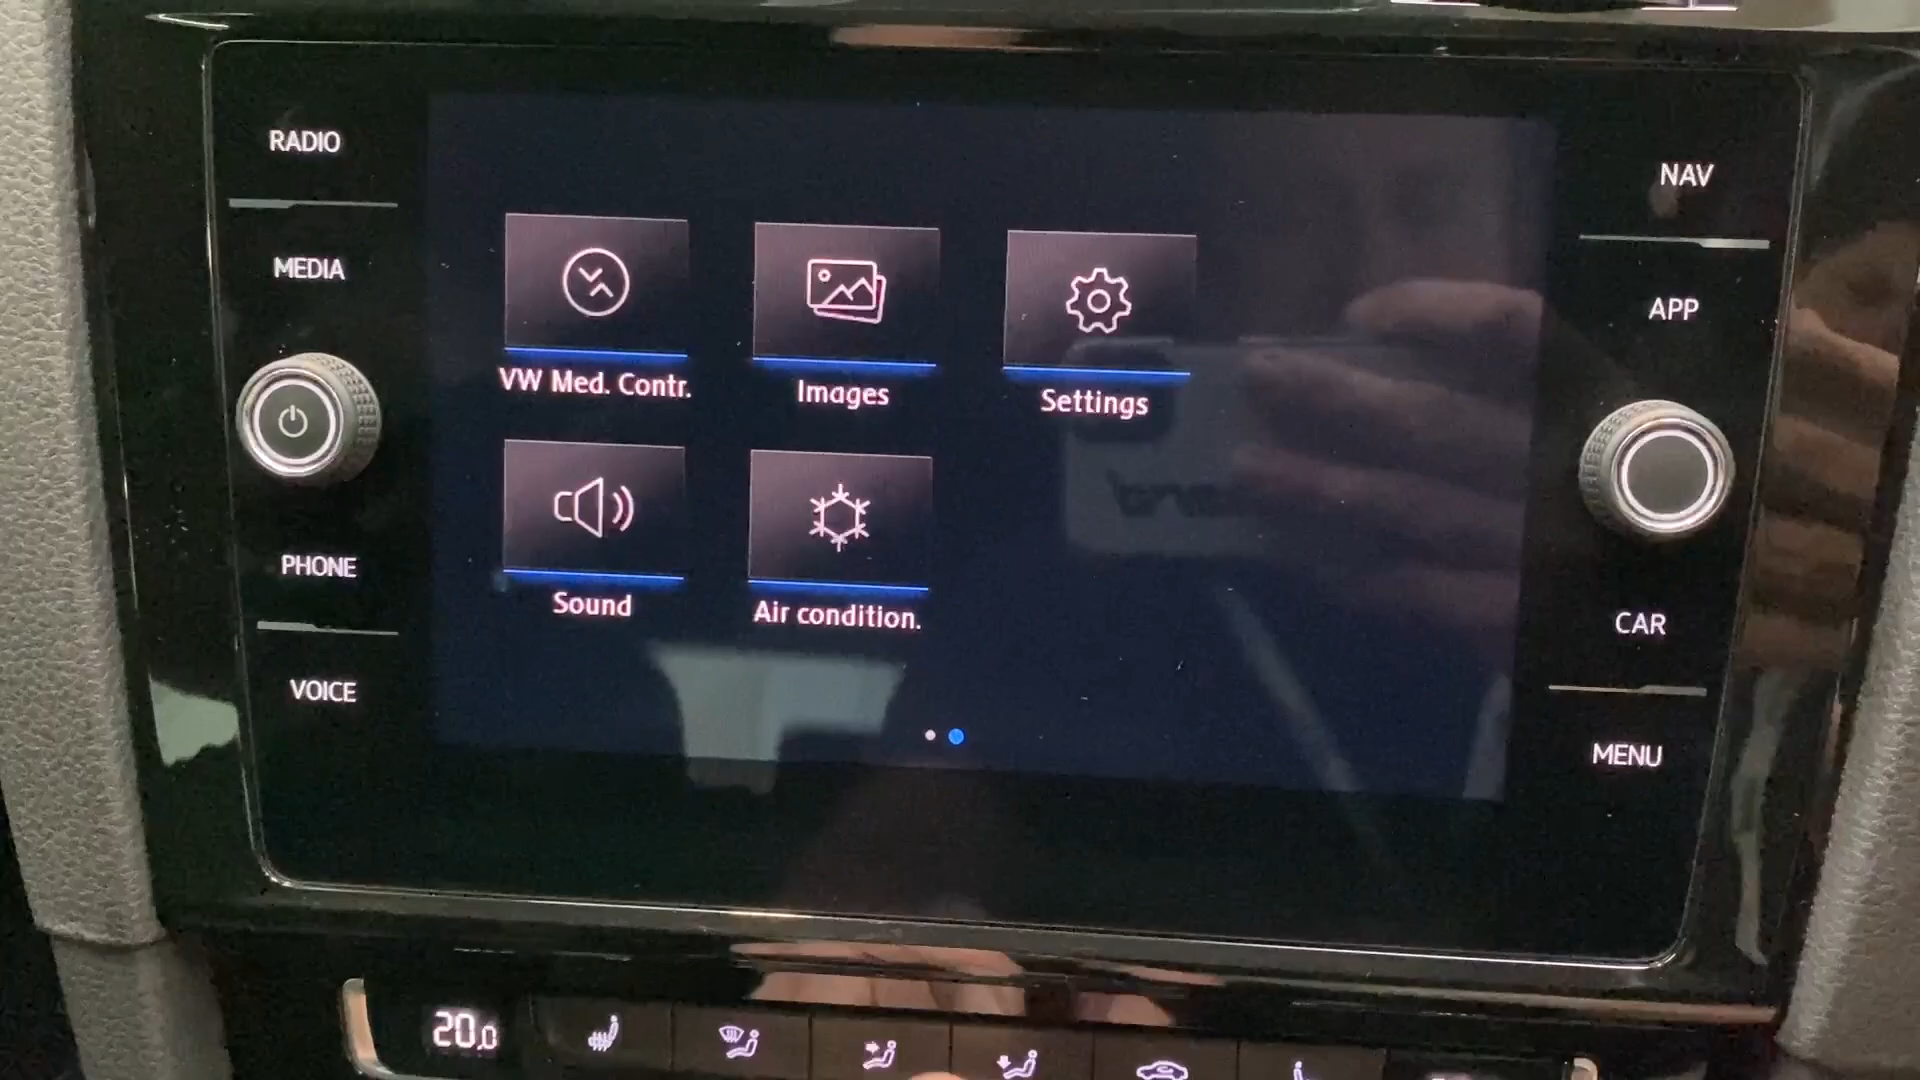 RADIO
MEDIA
PHONE
VOICE
NAV
APP
CAR
MENU
VW Med. Contr.
Images
Settings
Sound
Air condition.
20,0